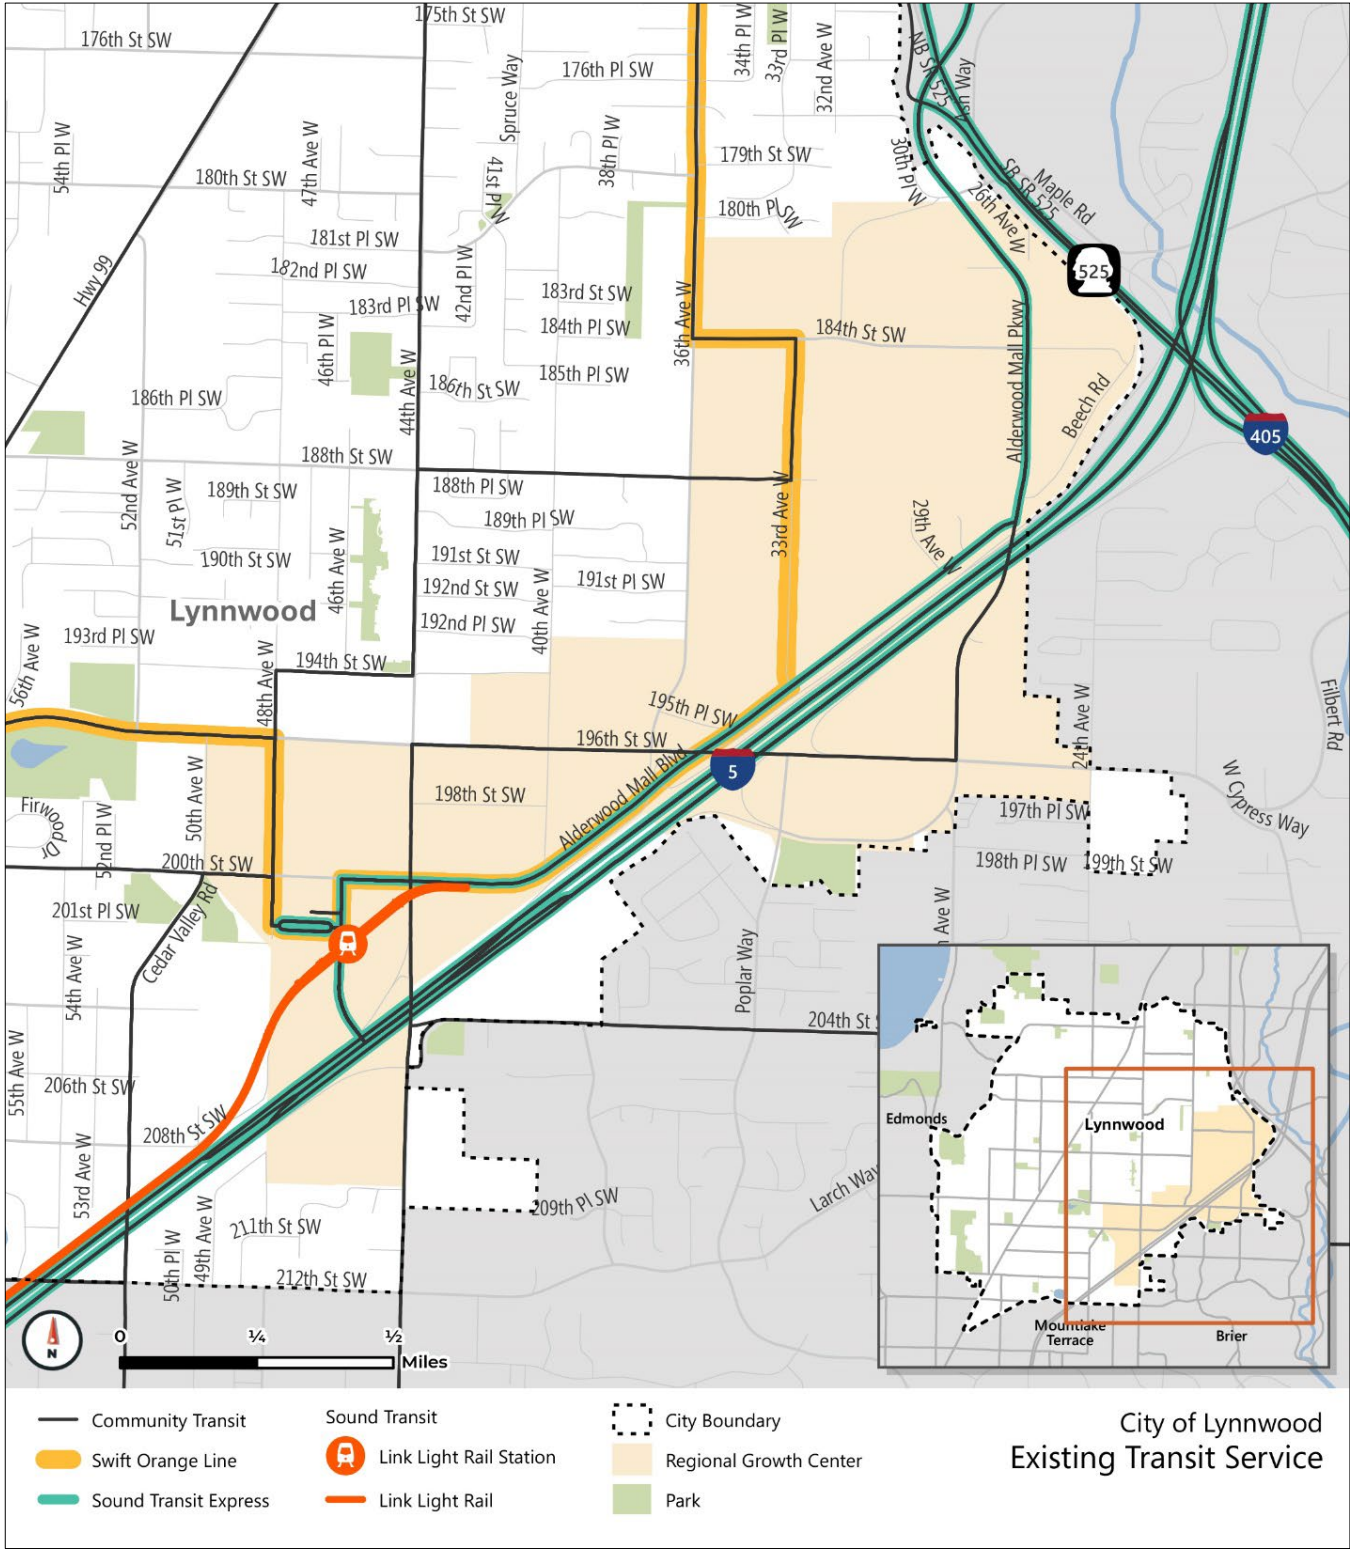 175th St SW
176th St SW
176th Pl SW
Spruce Way
34th Pl W
33rd Pl W
32nd Ave W
NB SR 525
54th Pl W
47th Ave W
38th Pl W
179th St SW
30th Pl W
SB SR 525
Maple Rd
180th St SW
41st Pl W
180th Pl SW
26th Ave W
181st Pl SW
182nd Pl SW
Hwy 99
42nd Pl W
525
183rd Pl SW
183rd St SW
184th Pl SW
36th Ave W
184th St SW
Alderwood Mall Pkwy
46th Pl W
44th Ave W
186th St SW
185th Pl SW
186th Pl SW
Beech Rd
405
188th St SW
52nd Ave W
51st Pl W
189th St SW
188th Pl SW
189th Pl SW
33rd Ave W
29th Ave W
190th St SW
46th Ave W
191st St SW
192nd St SW
191st Pl SW
40th Ave W
Lynnwood
192nd Pl SW
193rd Pl SW
56th Ave W
194th St SW
48th Ave W
195th Pl SW
196th St SW
24th Ave W
Filbert Rd
5
50th Ave W
198th St SW
Alderwood Mall Blvd
W Cypress Way
197th Pl SW
Firwood Dr
52nd Pl W
200th St SW
198th Pl SW
199th St SW
201st Pl SW
Cedar Valley Rd
54th Ave W
Poplar Way
Ave W
204th St
55th Ave W
206th St SW
208th St SW
53rd Ave W
Larch Way
209th Pl SW
50th Pl W
49th Ave W
211th St SW
212th St SW
Edmonds
Lynnwood
Mountlake
Terrace
Brier
N
0 ¼ ½
Miles
Community Transit
Swift Orange Line
Sound Transit Express
Sound Transit
Link Light Rail Station
Link Light Rail
City Boundary
Regional Growth Center
Park
City of Lynnwood
Existing Transit Service